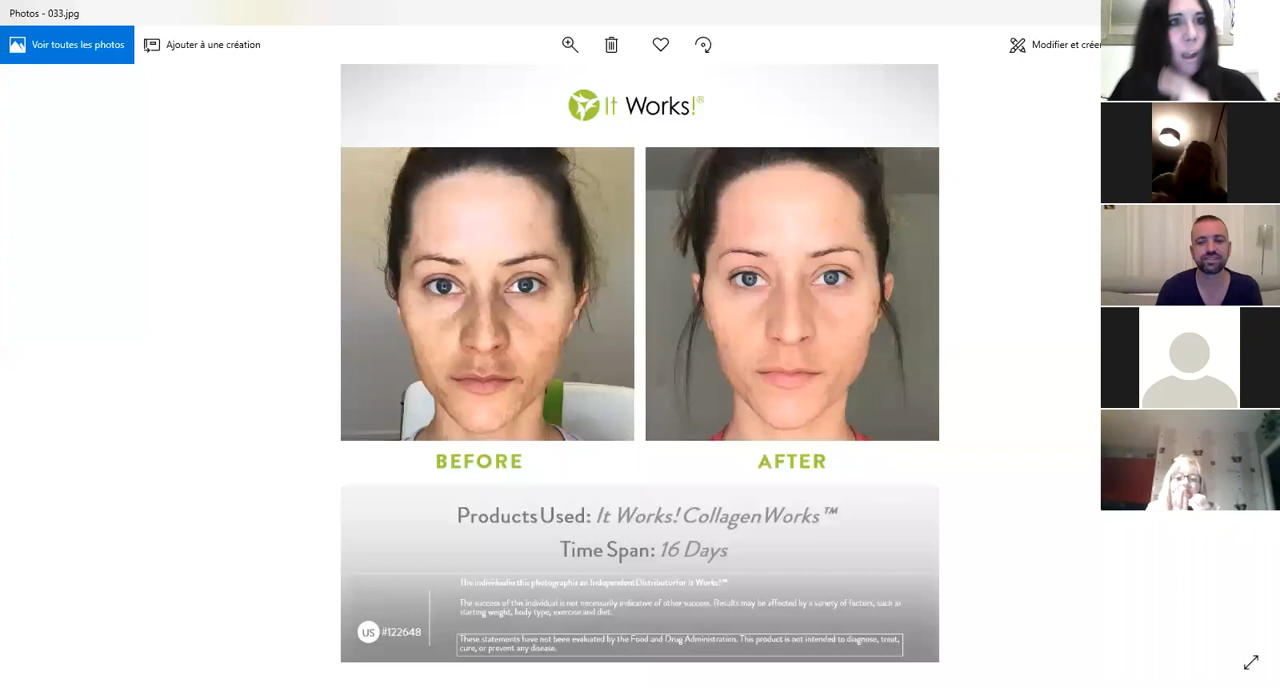 Photos - 033.jpg
Voir toutes les photos
Ajouter à une création
Modifier et créer
It Works!®
BEFORE
AFTER
Products Used: It Works! CollagenWorks™
Time Span: 16 Days
The individual in this photograph is an Independent Distributor for It Works!™
The success of this individual is not necessarily indicative of other success. Results may be affected by a variety of factors, such as
starting weight, body type, exercise and diet.
US #122648
These statements have not been evaluated by the Food and Drug Administration. This product is not intended to diagnose, treat,
cure, or prevent any disease.